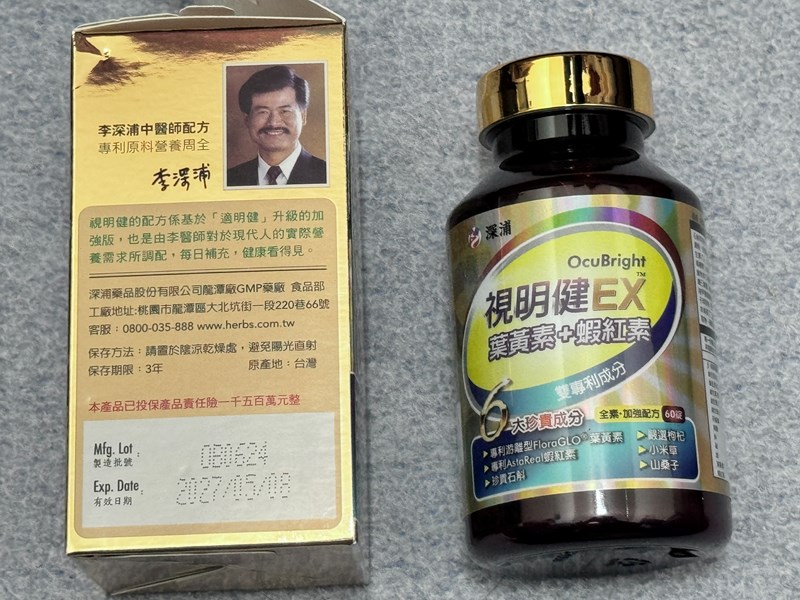 李深浦中醫師配方
專利原料營養周全
李深浦
視明健的配方係基於「適明健」升級的加
強版，也是由李醫師對於現代人的實際營
養需求所調配，每日補充，健康看得見。
深浦藥品股份有限公司龍潭廠GMP藥廠 食品部
工廠地址:桃園市龍潭區大北坑街一段220巷66號
客服：0800-035-888 www.herbs.com.tw
保存方法：請置於陰涼乾燥處，避免陽光直射
保存期限：3年 原產地：台灣
本產品已投保產品責任險一千五百萬元整
Mfg. Lot :
製造批號
0B0624
Exp. Date :
有效日期
2027/05/08
深浦
OcuBright™
視明健EX
葉黃素+蝦紅素
雙專利成分
6大珍貴成分
全素·加強配方 60錠
▶專利游離型FloraGLO®葉黃素
▶專利AstaReal蝦紅素
▶珍貴石斛
▶嚴選枸杞
▶小米草
▶山桑子